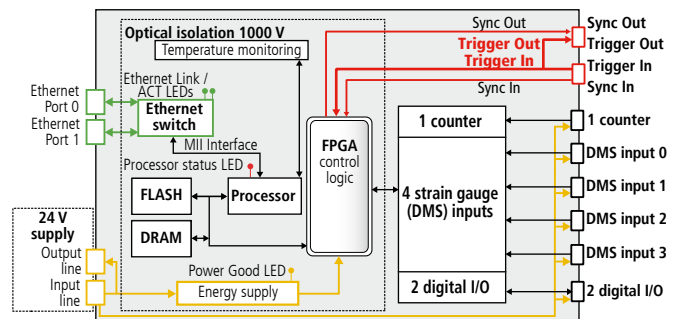 Optical isolation 1000 V
Temperature monitoring
Sync Out
Sync Out
Trigger Out
Trigger Out
Trigger In
Trigger In
Sync In
Sync In
Ethernet
Port 0
Ethernet
Port 1
Ethernet Link /
ACT LEDs
Ethernet
switch
MII Interface
Processor status LED
FLASH
Processor
DRAM
FPGA
control
logic
1 counter
4 strain gauge
(DMS) inputs
2 digital I/O
1 counter
DMS input 0
DMS input 1
DMS input 2
DMS input 3
2 digital I/O
24 V
supply
Output
line
Input
line
Power Good LED
Energy supply